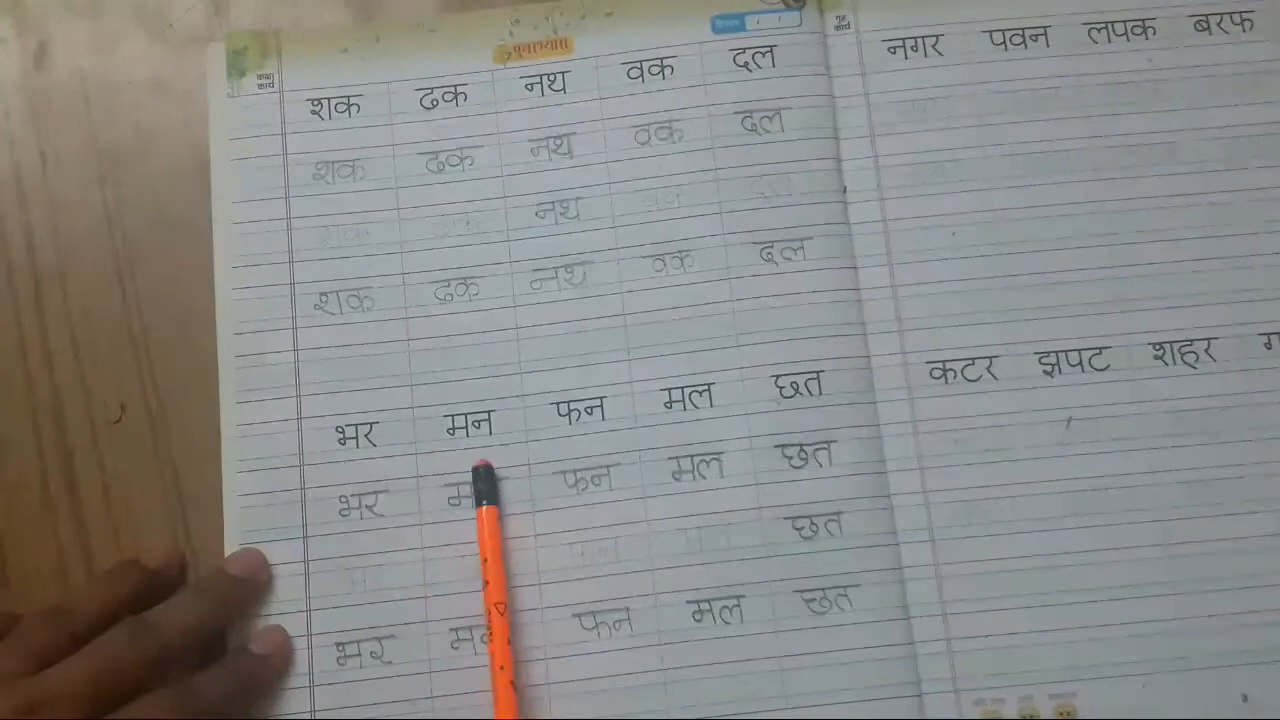 कक्षा कार्य
शक ढक नथ वक दल
शक ढक नथ वक दल
नथ
शक ढक नथ वक दल
भर मन फन मल छत
भर फन मल छत
छत
भर फन मल छत
गृह कार्य
नगर पवन लपक बरफ
कटर झपट शहर